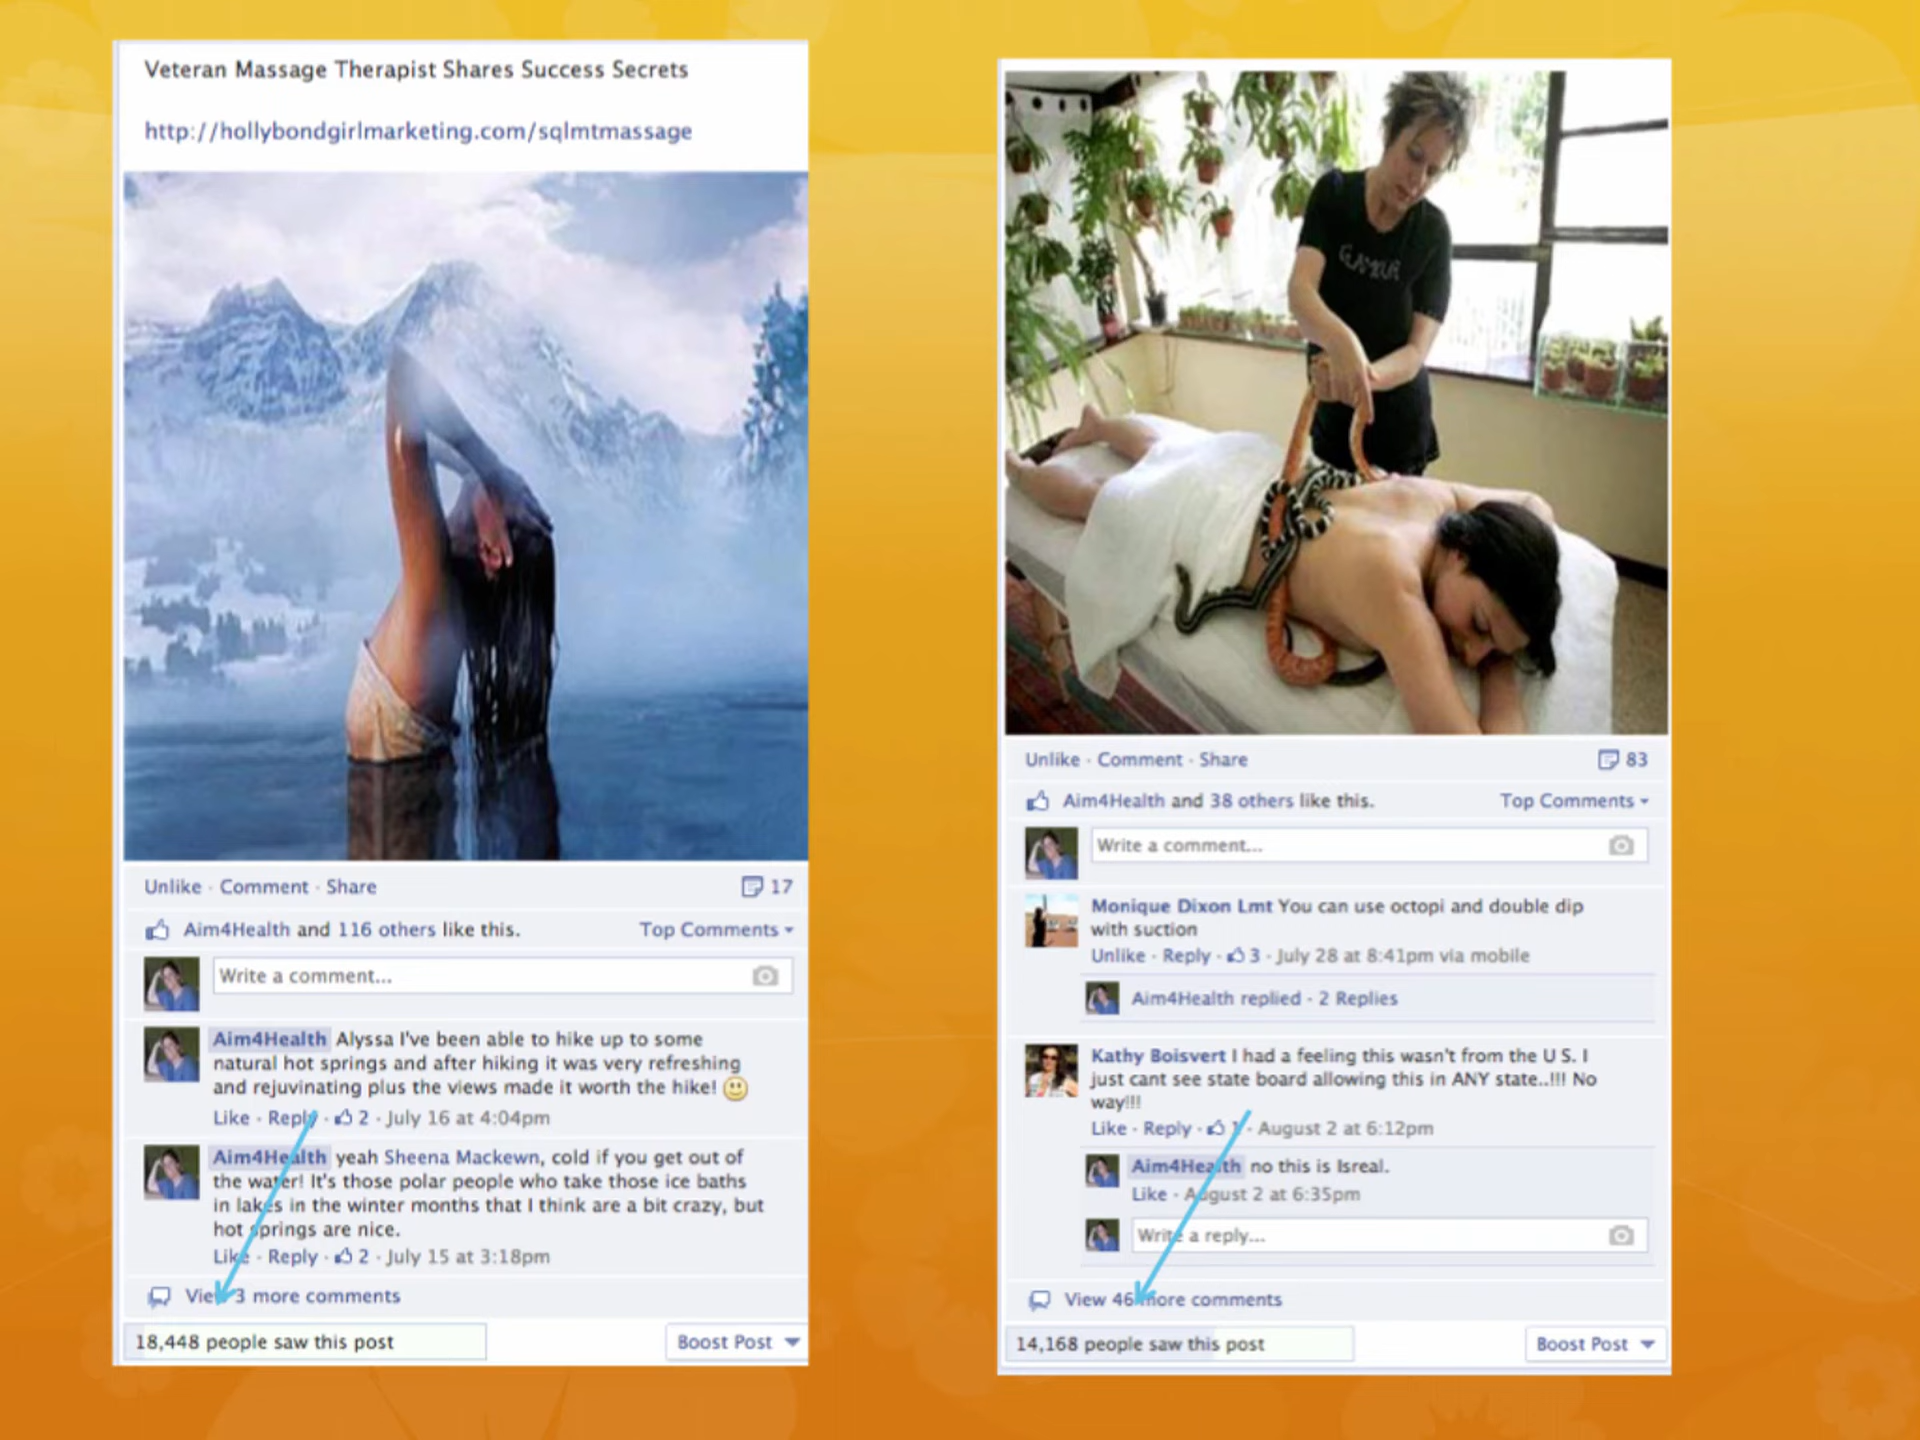 Veteran Massage Therapist Shares Success Secrets
http://hollybondgirlmarketing.com/sqlmtmassage
Unlike · Comment · Share
17
Aim4Health and 116 others like this.
Top Comments
Write a comment...
Aim4Health Alyssa I've been able to hike up to some
natural hot springs and after hiking it was very refreshing
and rejuvinating plus the views made it worth the hike!
Like · Reply · 2 · July 16 at 4:04pm
Aim4Health yeah Sheena Mackewn, cold if you get out of
the water! It's those polar people who take those ice baths
in lakes in the winter months that I think are a bit crazy, but
hot springs are nice.
Like · Reply · 2 · July 15 at 3:18pm
View 3 more comments
18,448 people saw this post
Boost Post
GLAMOUR
Unlike · Comment · Share
83
Aim4Health and 38 others like this.
Top Comments
Write a comment...
Monique Dixon Lmt You can use octopi and double dip
with suction
Unlike · Reply · 3 · July 28 at 8:41pm via mobile
Aim4Health replied · 2 Replies
Kathy Boisvert I had a feeling this wasn't from the U S. I
just cant see state board allowing this in ANY state..!!! No
way!!!
Like · Reply · 1 · August 2 at 6:12pm
Aim4Health no this is Isreal.
Like · August 2 at 6:35pm
Write a reply...
View 46 more comments
14,168 people saw this post
Boost Post